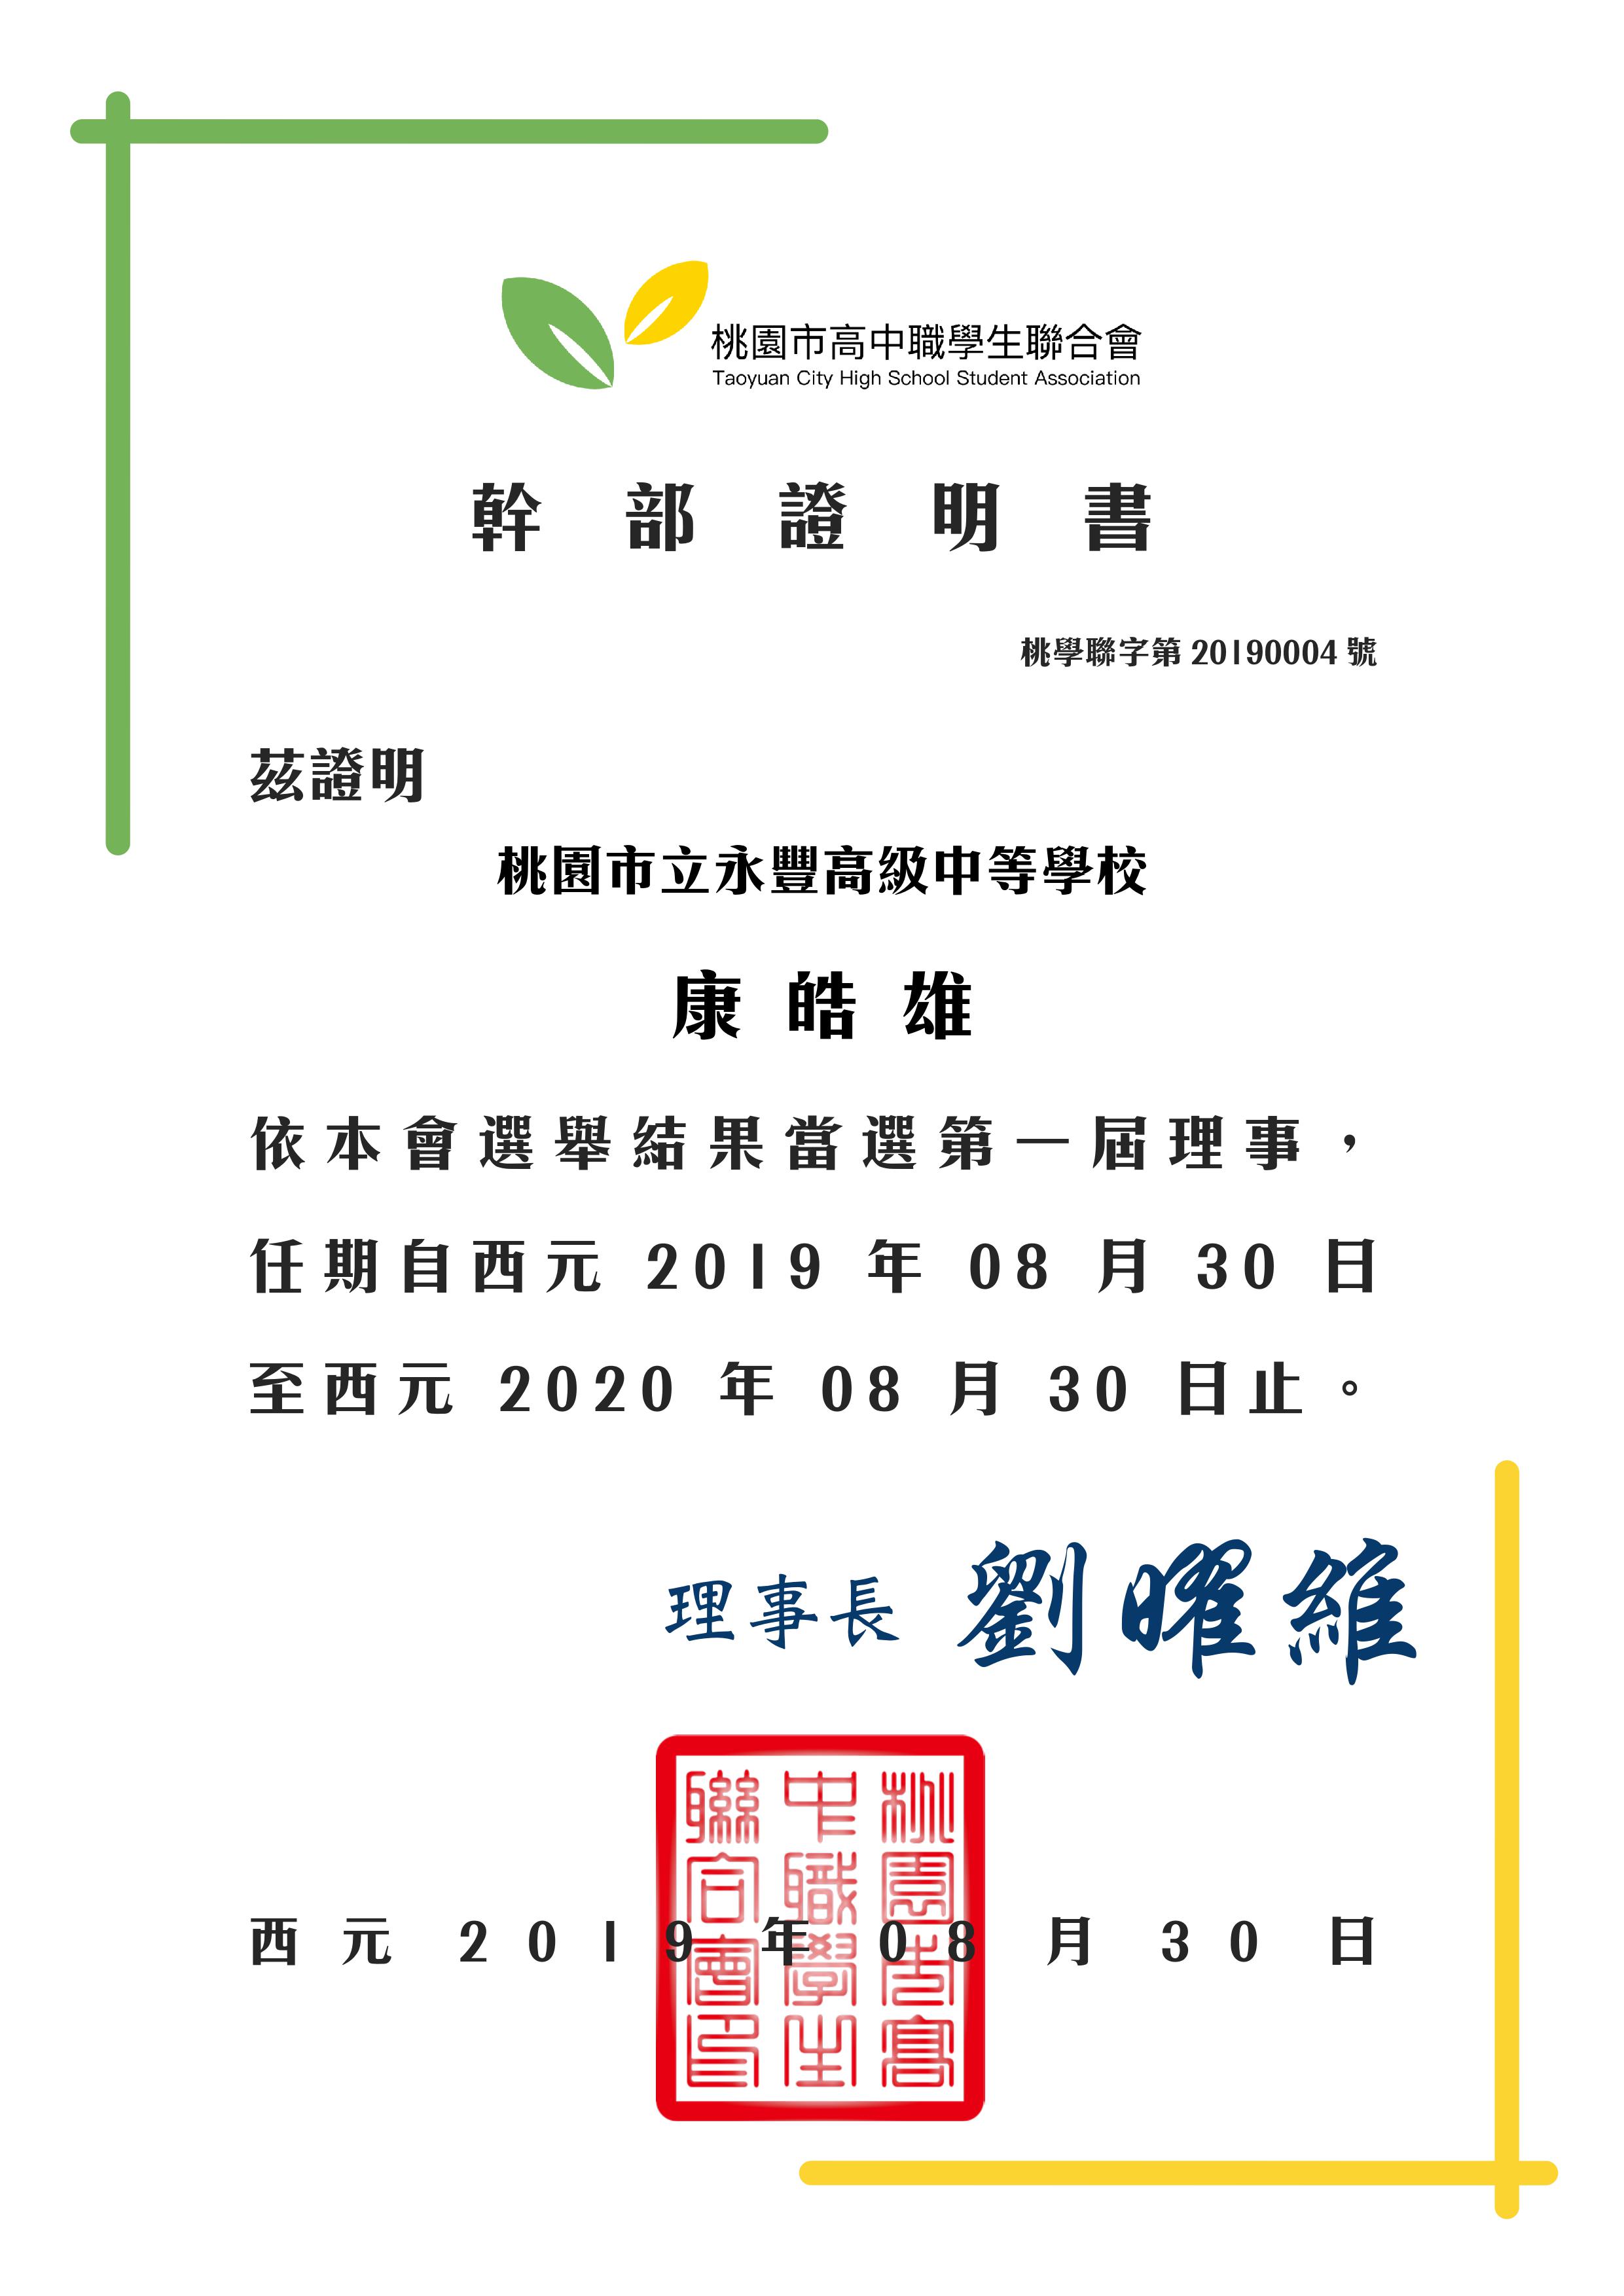 桃園市高中職學生聯合會
Taoyuan City High School Student Association
幹部證明書
桃學聯字第 20190004 號
茲證明
桃園市立永豐高級中等學校
康皓雄
依本會選舉結果當選第一屆理事，
任期自西元 2019 年 08 月 30 日
至西元 2020 年 08 月 30 日止。
理事長 劉曜維
桃園市高
中職學生
聯合會印
西元 2019 年 08 月 30 日